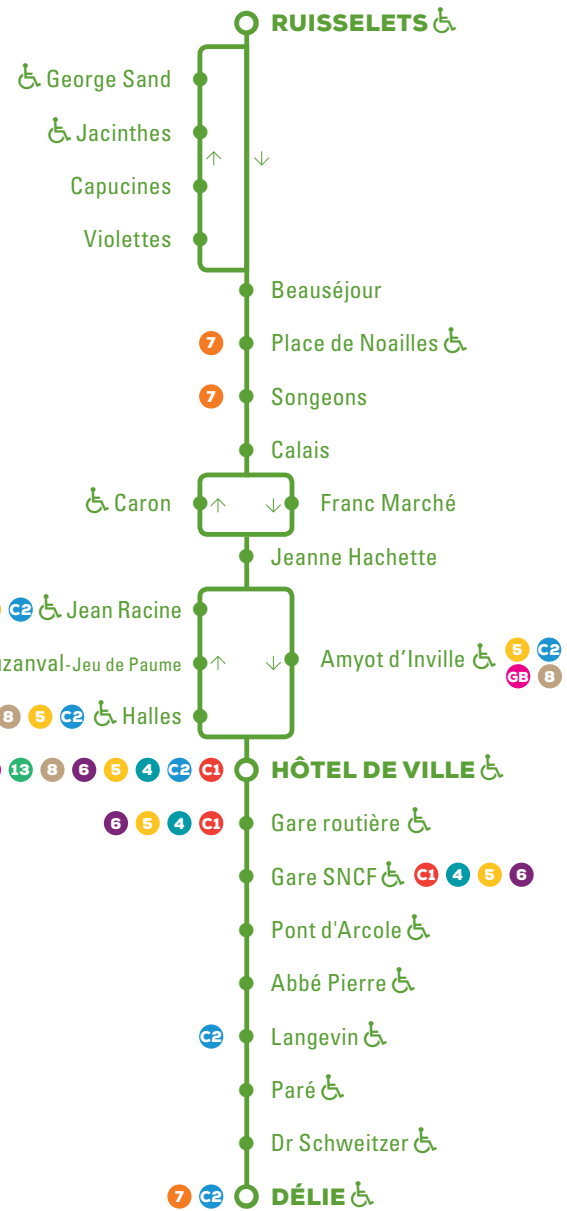 RUISSELETS
George Sand
Jacinthes
Capucines
Violettes
Beauséjour
7 Place de Noailles
7 Songeons
Calais
Caron Franc Marché
Jeanne Hachette
C2 Jean Racine
-Jeu de Paume Amyot d'Inville 5 C2
GB 8
8 5 C2 Halles
13 8 6 5 4 C2 C1 HÔTEL DE VILLE
6 5 4 C1 Gare routière
Gare SNCF C1 4 5 6
Pont d'Arcole
Abbé Pierre
C2 Langevin
Paré
Dr Schweitzer
7 C2 DÉLIE